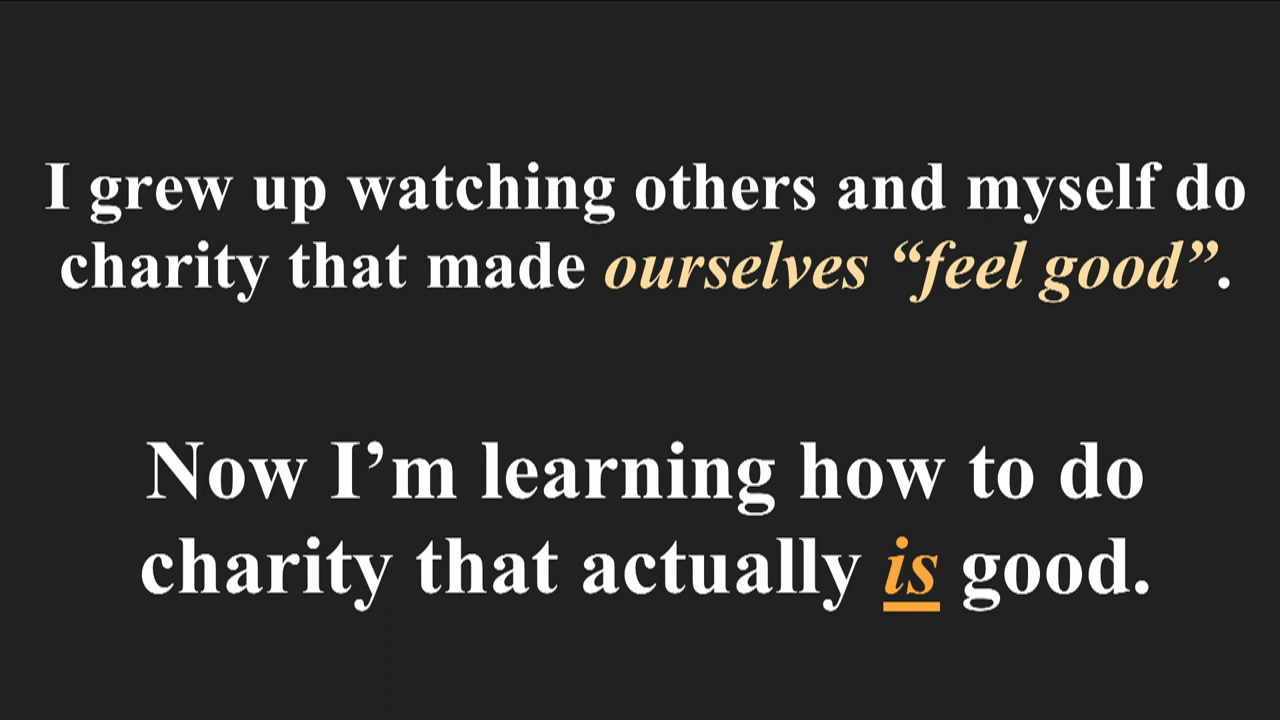 I grew up watching others and myself do
charity that made ourselves “feel good”.
Now I’m learning how to do
charity that actually is good.